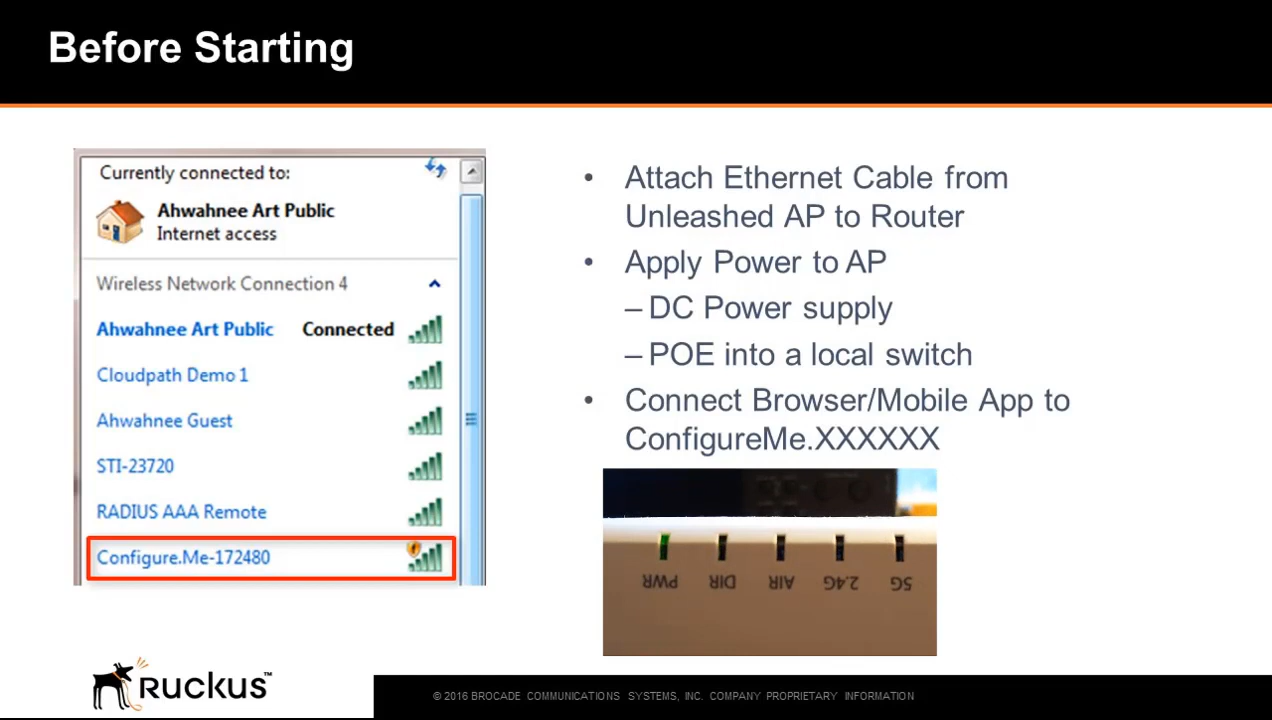 Before Starting
Currently connected to:
Ahwahnee Art Public
Internet access
Wireless Network Connection 4
Ahwahnee Art Public Connected
Cloudpath Demo 1
Ahwahnee Guest
STI-23720
RADIUS AAA Remote
Configure.Me-172480
• Attach Ethernet Cable from
Unleashed AP to Router
• Apply Power to AP
– DC Power supply
– POE into a local switch
• Connect Browser/Mobile App to
ConfigureMe.XXXXXX
PWR DIR AIR 2.4G 5G
RUCKUS™
© 2016 BROCADE COMMUNICATIONS SYSTEMS, INC. COMPANY PROPRIETARY INFORMATION